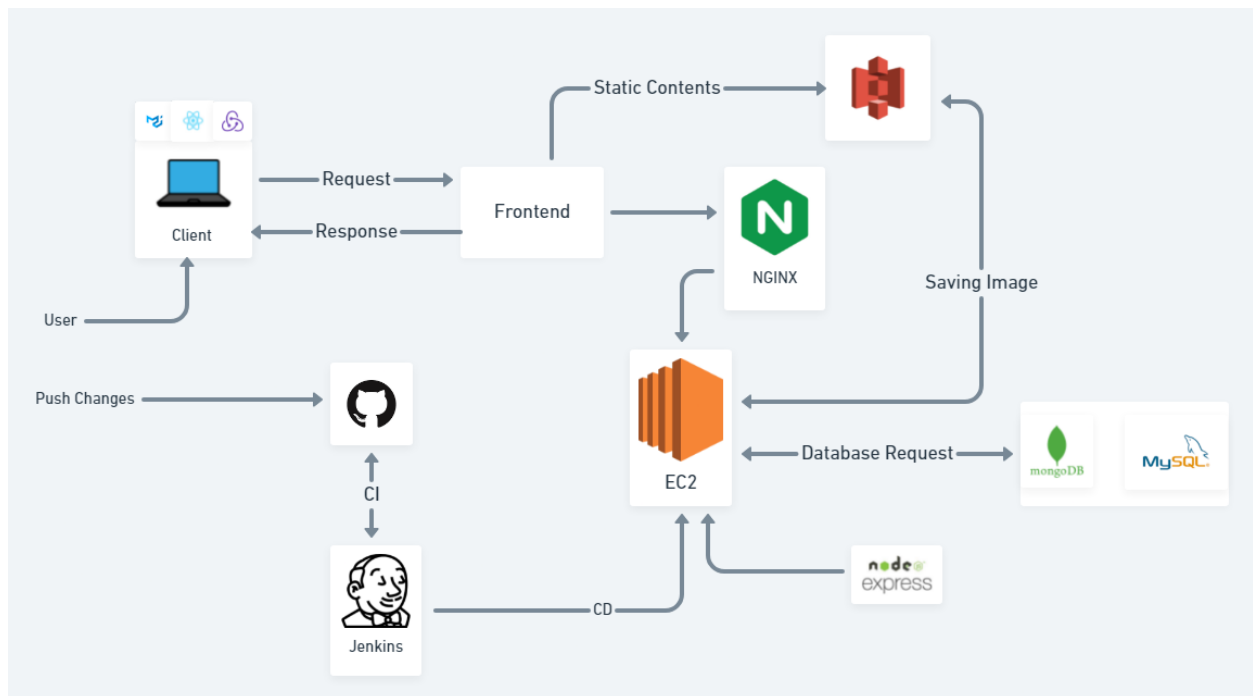 Static Contents
Request
Frontend
Response
Client
NGINX
Saving Image
User
Push Changes
EC2
Database Request
mongoDB
MySQL
CI
node
express
CD
Jenkins